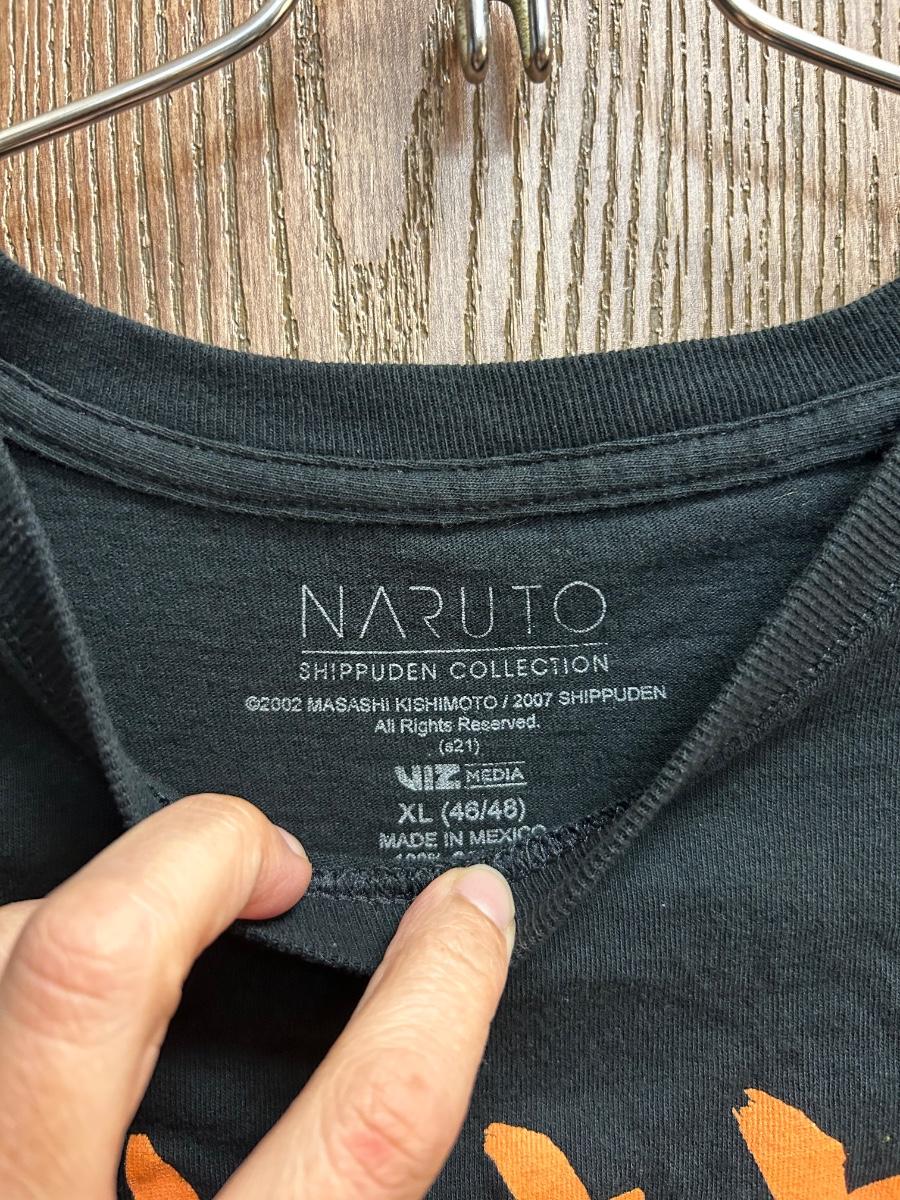 NARUTO
SHIPPUDEN COLLECTION
©2002 MASASHI KISHIMOTO / 2007 SHIPPUDEN
All Rights Reserved.
(s21)
VIZ MEDIA
XL (46/48)
MADE IN MEXICO